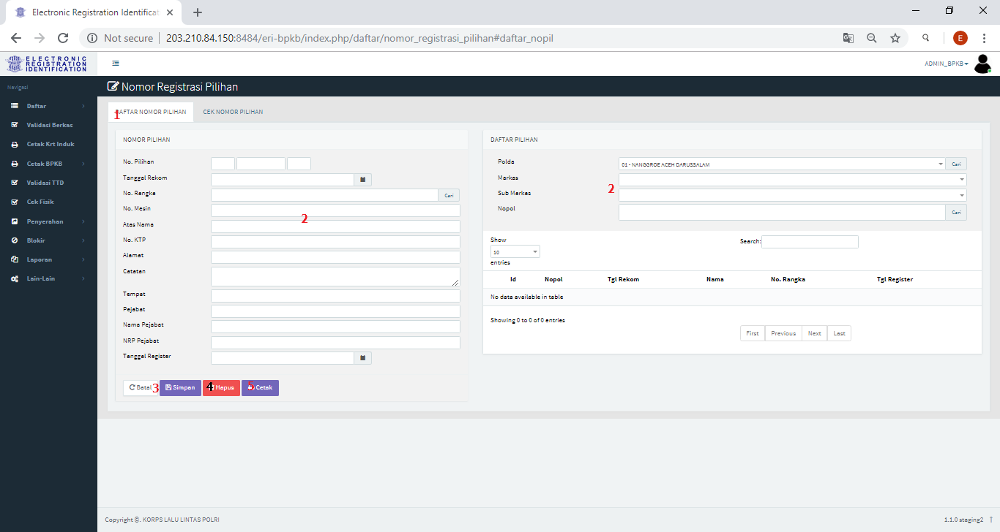 Electronic Registration Identificat
Not secure | 203.210.84.150:8484/eri-bpkb/index.php/daftar/nomor_registrasi_pilihan#daftar_nopil
E
ELECTRONIC
REGISTRATION
IDENTIFICATION
ADMIN_BPKB
Navigasi
Daftar
Validasi Berkas
Cetak Krt Induk
Cetak BPKB
Validasi TTD
Cek Fisik
Penyerahan
Blokir
Laporan
Lain-Lain
Nomor Registrasi Pilihan
1
DAFTAR NOMOR PILIHAN
CEK NOMOR PILIHAN
NOMOR PILIHAN
No. Pilihan
Tanggal Rekom
No. Rangka
Cari
No. Mesin
2
Atas Nama
No. KTP
Alamat
Catatan
Tempat
Pejabat
Nama Pejabat
NRP Pejabat
Tanggal Register
Batal
3
Simpan
4
Hapus
5
Cetak
DAFTAR PILIHAN
Polda
01 - NANGGROE ACEH DARUSSALAM
Cari
Markas
2
Sub Markas
Nopol
Cari
Show
10
entries
Search:
Id Nopol Tgl Rekom Nama No. Rangka Tgl Register
No data available in table
Showing 0 to 0 of 0 entries
First Previous Next Last
Copyright ©. KORPS LALU LINTAS POLRI
1.1.0 staging2